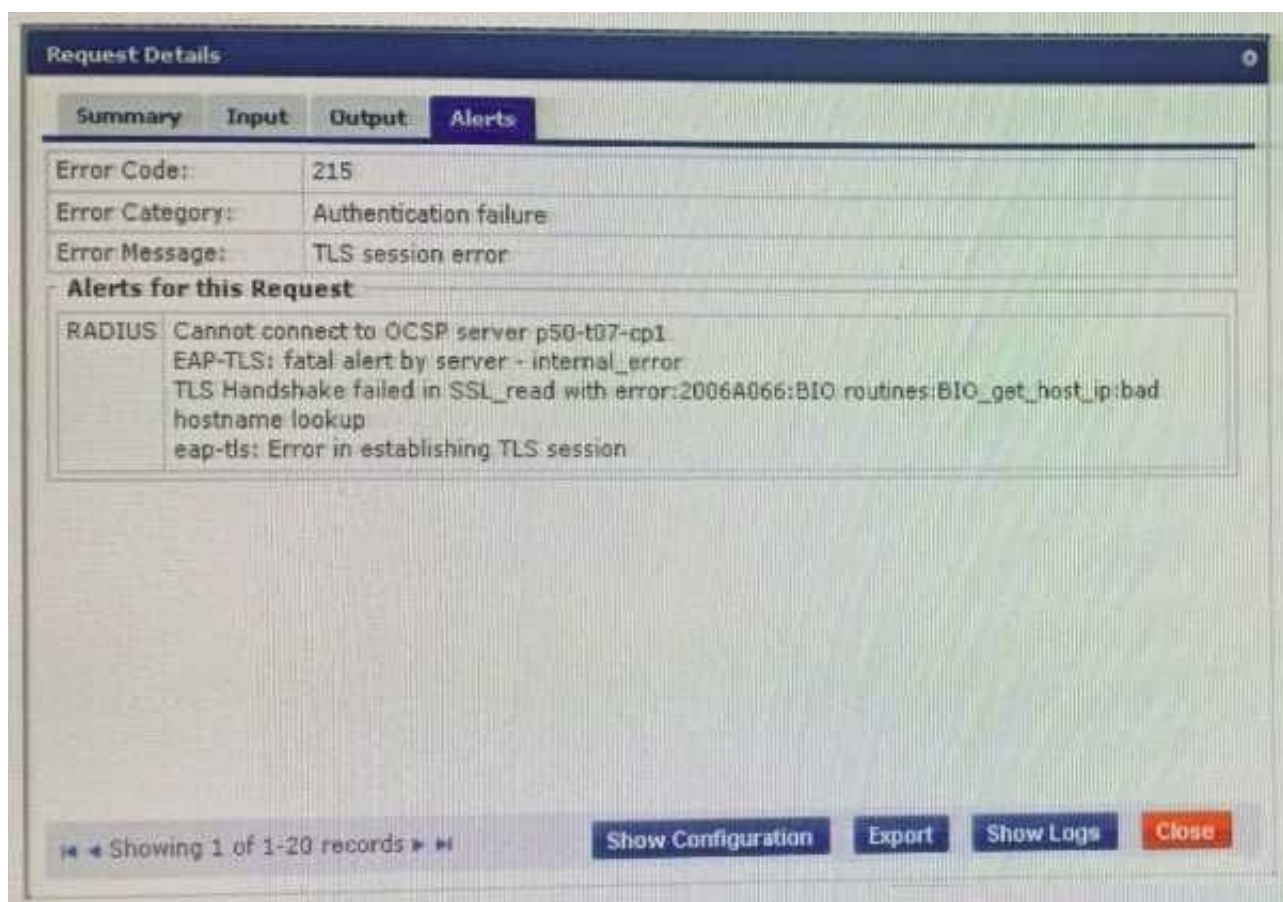 Request Details
Summary Input Output Alerts
Error Code: 215
Error Category: Authentication failure
Error Message: TLS session error
Alerts for this Request
RADIUS Cannot connect to OCSP server p50-t07-cp1
EAP-TLS: fatal alert by server - internal_error
TLS Handshake failed in SSL_read with error:2006A066:BIO routines:BIO_get_host_ip:bad
hostname lookup
eap-tls: Error in establishing TLS session
Showing 1 of 1-20 records
Show Configuration Export Show Logs Close